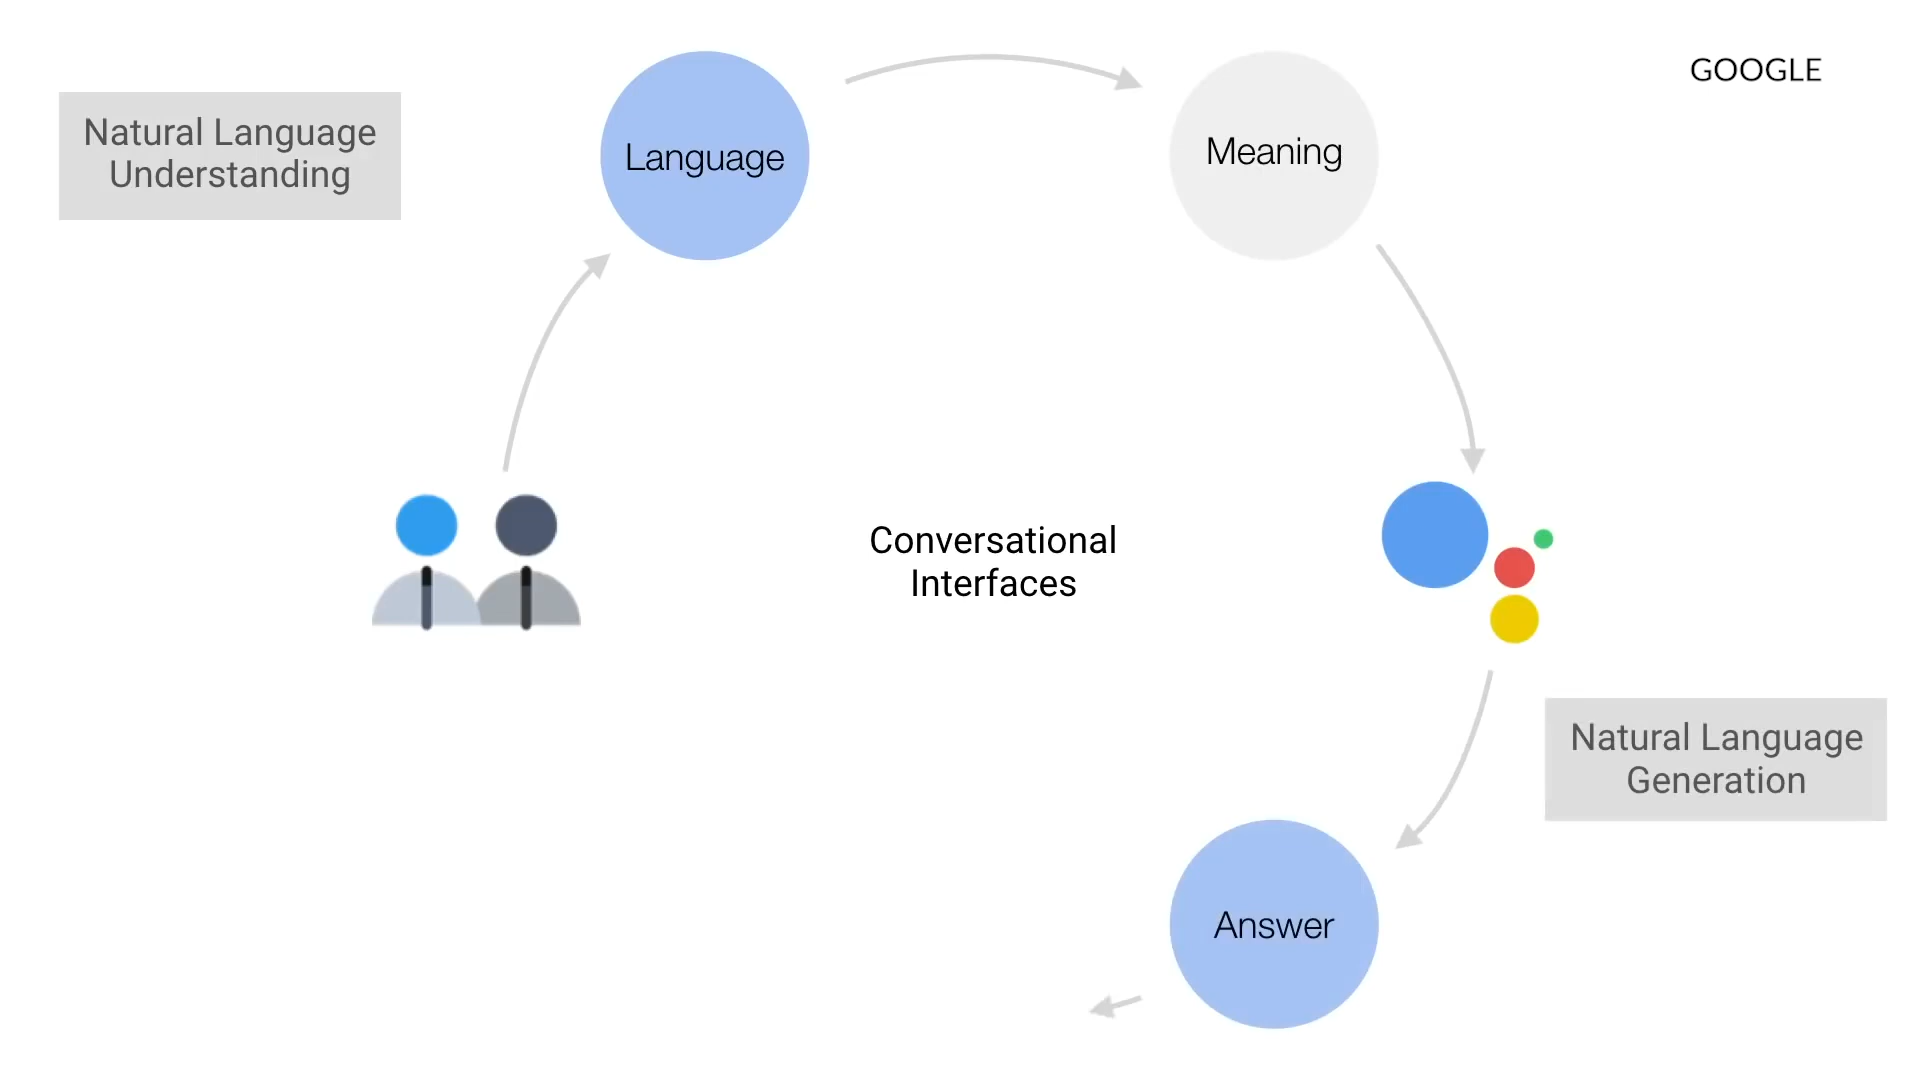 GOOGLE
Natural Language
Understanding
Language
Meaning
Conversational
Interfaces
Natural Language
Generation
Answer